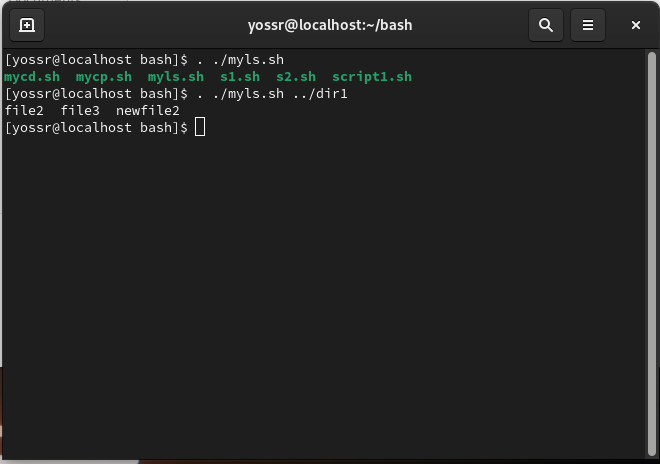 yossr@localhost:~/bash
[yossr@localhost bash]$ . ./myls.sh
mycd.sh  mycp.sh  myls.sh  s1.sh  s2.sh  script1.sh
[yossr@localhost bash]$ . ./myls.sh ../dir1
file2  file3  newfile2
[yossr@localhost bash]$